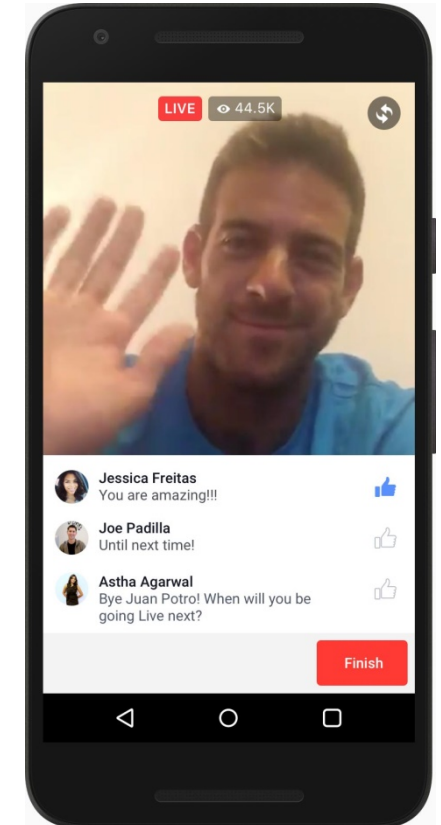 LIVE 44.5K
Jessica Freitas
You are amazing!!!
Joe Padilla
Until next time!
Astha Agarwal
Bye Juan Potro! When will you be
going Live next?
Finish